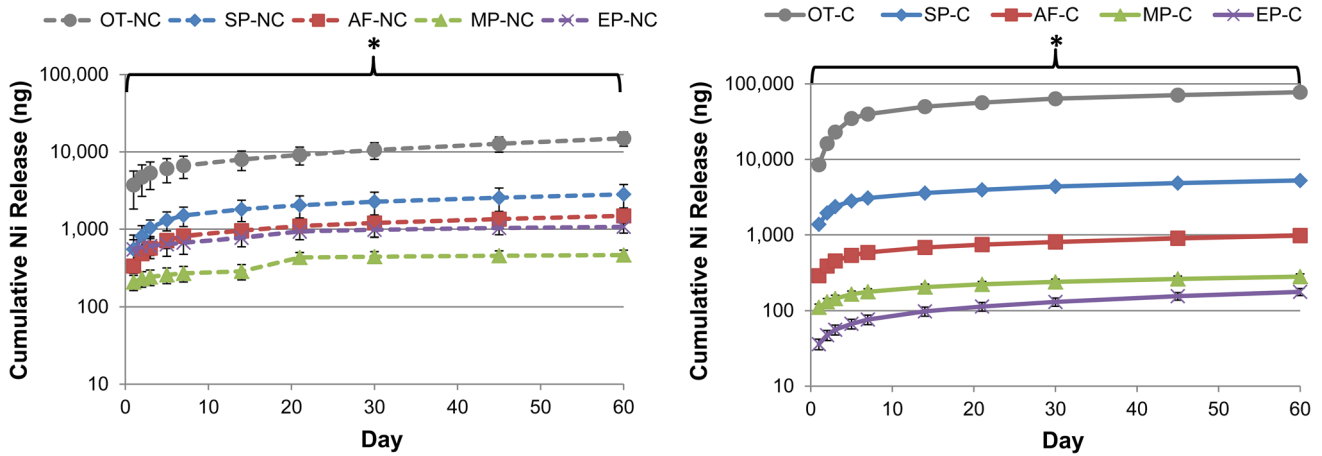 OT-NC SP-NC AF-NC MP-NC EP-NC
*
100,000
10,000
1,000
100
10
0 10 20 30 40 50 60
Day
Cumulative Ni Release (ng)
OT-C SP-C AF-C MP-C EP-C
*
100,000
10,000
1,000
100
10
0 10 20 30 40 50 60
Day
Cumulative Ni Release (ng)